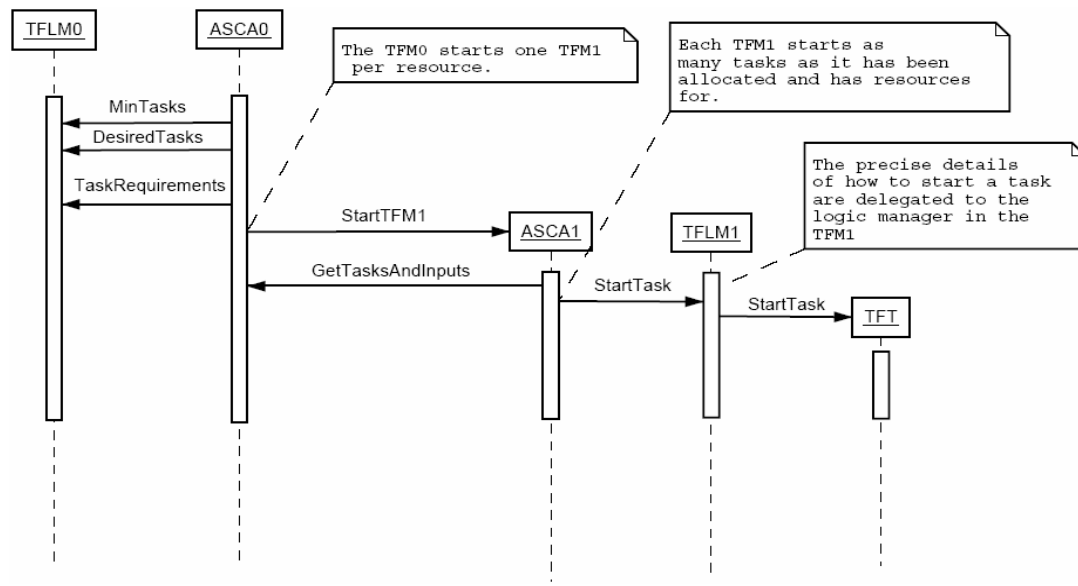 TFLM0
ASCA0
The TFM0 starts one TFM1
per resource.
Each TFM1 starts as
many tasks as it has been
allocated and has resources
for.
MinTasks
DesiredTasks
TaskRequirements
The precise details
of how to start a task
are delegated to the
logic manager in the
TFM1
StartTFM1
ASCA1
TFLM1
GetTasksAndInputs
StartTask
StartTask
TFT